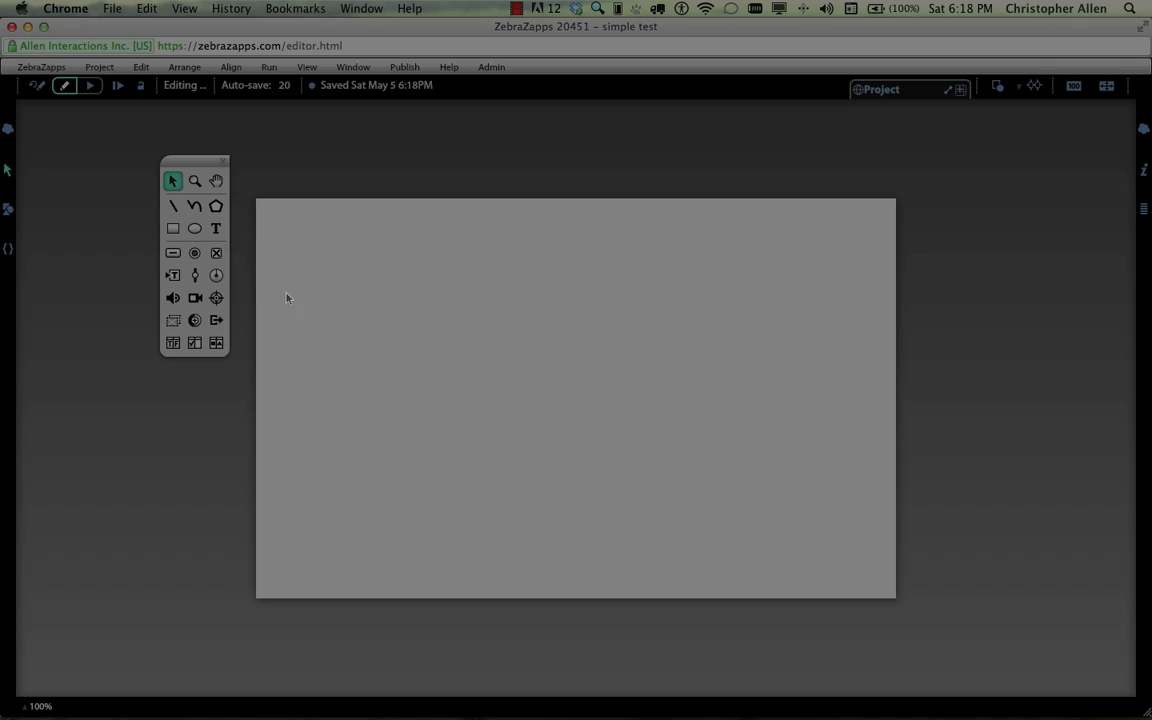 Chrome File Edit View History Bookmarks Window Help 12 (100%) Sat 6:18 PM Christopher Allen
ZebraZapps 20451 – simple test
Allen Interactions Inc. [US] https://zebrazapps.com/editor.html
ZebraZapps Project Edit Arrange Align Run View Window Publish Help Admin
Editing ... Auto-save: 20 Saved Sat May 5 6:18PM Project 100
T
T
100%